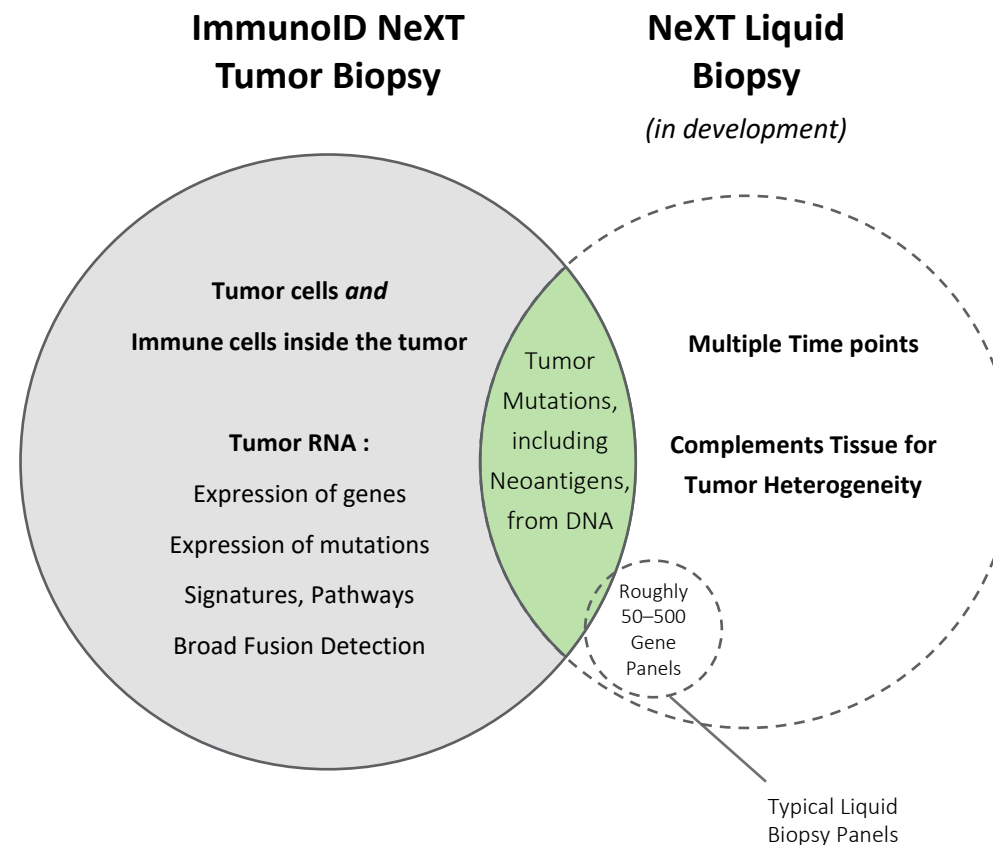 ImmunoID NeXT
Tumor Biopsy
NeXT Liquid
Biopsy
(in development)
Tumor cells and
Immune cells inside the tumor
Tumor RNA :
Expression of genes
Expression of mutations
Signatures, Pathways
Broad Fusion Detection
Tumor
Mutations,
including
Neoantigens,
from DNA
Multiple Time points
Complements Tissue for
Tumor Heterogeneity
Roughly
50–500
Gene
Panels
Typical Liquid
Biopsy Panels